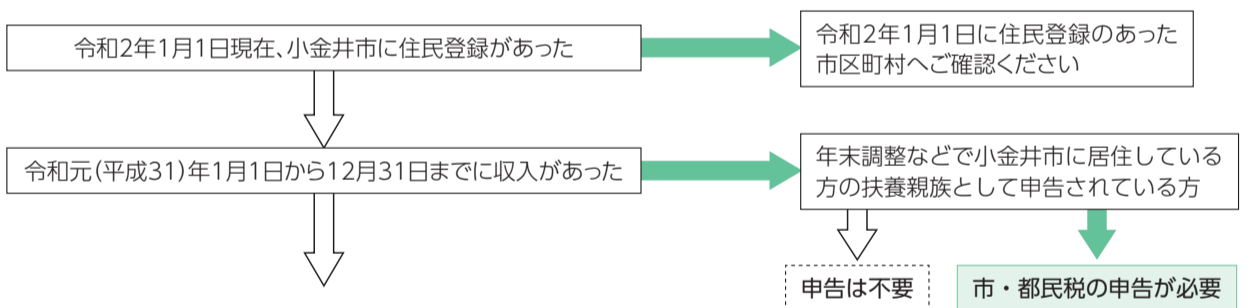 令和2年1月1日現在、小金井市に住民登録があった
令和2年1月1日に住民登録のあった
市区町村へご確認ください
令和元(平成31)年1月1日から12月31日までに収入があった
年末調整などで小金井市に居住している
方の扶養親族として申告されている方
申告は不要
市・都民税の申告が必要